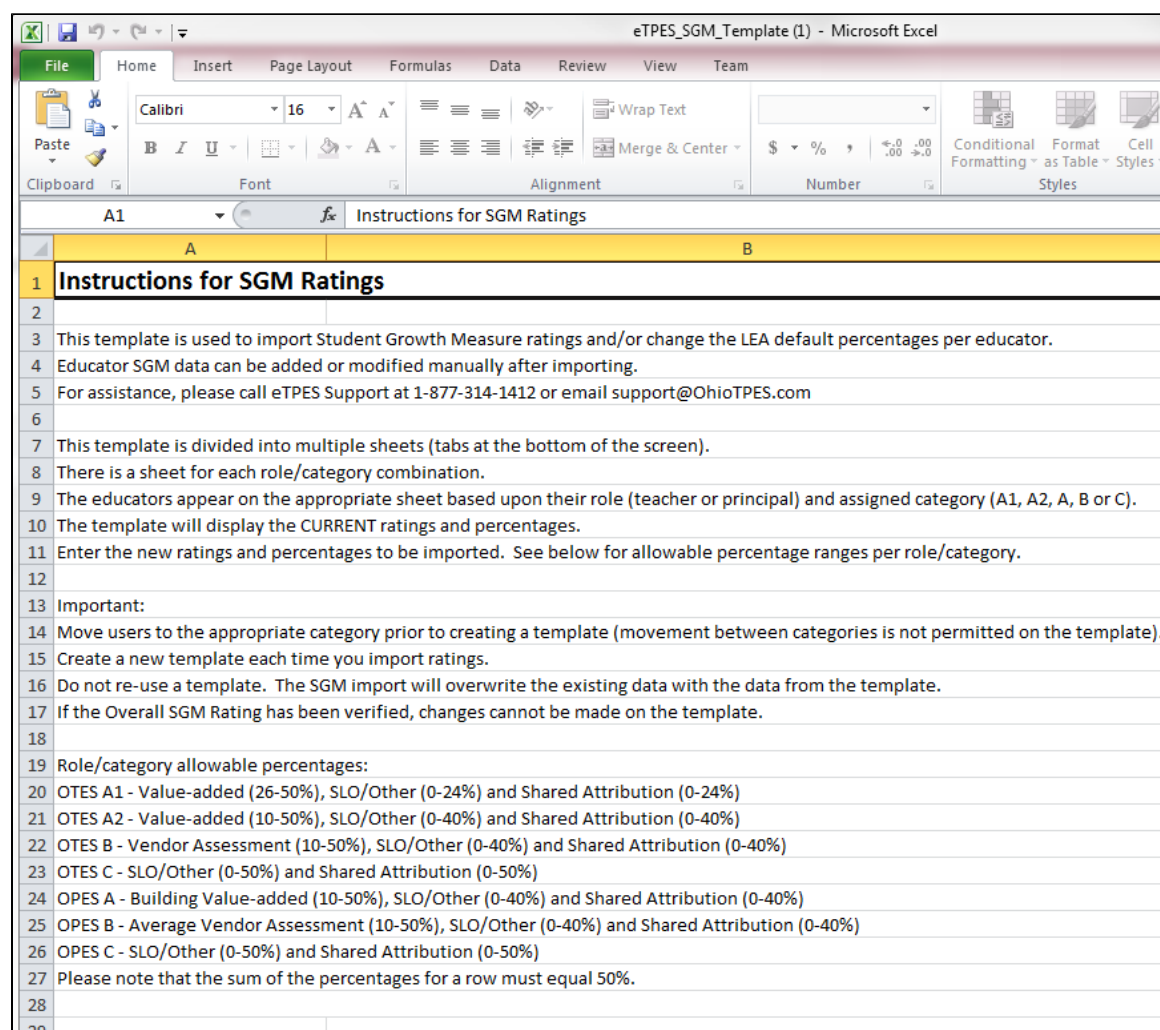 eTPES_SGM_Template (1) - Microsoft Excel
File Home Insert Page Layout Formulas Data Review View Team
Calibri 16 A A Wrap Text
Paste B I U A Merge & Center $ % , .0 .00 .00 .0 Conditional Formatting Format as Table Cell Styles
Clipboard Font Alignment Number Styles
A1 fx Instructions for SGM Ratings
A B
1 Instructions for SGM Ratings
2
3 This template is used to import Student Growth Measure ratings and/or change the LEA default percentages per educator.
4 Educator SGM data can be added or modified manually after importing.
5 For assistance, please call eTPES Support at 1-877-314-1412 or email support@OhioTPES.com
6
7 This template is divided into multiple sheets (tabs at the bottom of the screen).
8 There is a sheet for each role/category combination.
9 The educators appear on the appropriate sheet based upon their role (teacher or principal) and assigned category (A1, A2, A, B or C).
10 The template will display the CURRENT ratings and percentages.
11 Enter the new ratings and percentages to be imported.  See below for allowable percentage ranges per role/category.
12
13 Important:
14 Move users to the appropriate category prior to creating a template (movement between categories is not permitted on the template).
15 Create a new template each time you import ratings.
16 Do not re-use a template.  The SGM import will overwrite the existing data with the data from the template.
17 If the Overall SGM Rating has been verified, changes cannot be made on the template.
18
19 Role/category allowable percentages:
20 OTES A1 - Value-added (26-50%), SLO/Other (0-24%) and Shared Attribution (0-24%)
21 OTES A2 - Value-added (10-50%), SLO/Other (0-40%) and Shared Attribution (0-40%)
22 OTES B - Vendor Assessment (10-50%), SLO/Other (0-40%) and Shared Attribution (0-40%)
23 OTES C - SLO/Other (0-50%) and Shared Attribution (0-50%)
24 OPES A - Building Value-added (10-50%), SLO/Other (0-40%) and Shared Attribution (0-40%)
25 OPES B - Average Vendor Assessment (10-50%), SLO/Other (0-40%) and Shared Attribution (0-40%)
26 OPES C - SLO/Other (0-50%) and Shared Attribution (0-50%)
27 Please note that the sum of the percentages for a row must equal 50%.
28